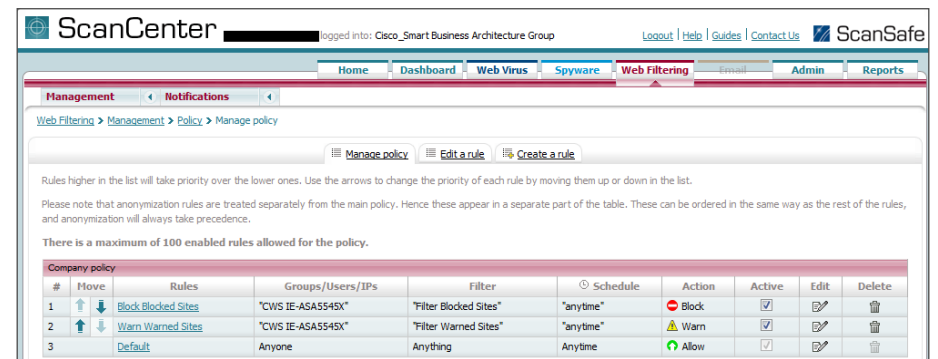 ScanCenter
logged into: Cisco_Smart Business Architecture Group
Logout | Help | Guides | Contact Us
ScanSafe
Home Dashboard Web Virus Spyware Web Filtering Email Admin Reports
Management Notifications
Web Filtering > Management > Policy > Manage policy
Manage policy Edit a rule Create a rule
Rules higher in the list will take priority over the lower ones. Use the arrows to change the priority of each rule by moving them up or down in the list.
Please note that anonymization rules are treated separately from the main policy. Hence these appear in a separate part of the table. These can be ordered in the same way as the rest of the rules,
and anonymization will always take precedence.
There is a maximum of 100 enabled rules allowed for the policy.
Company policy
# Move Rules Groups/Users/IPs Filter Schedule Action Active Edit Delete
1 Block Blocked Sites "CWS IE-ASA5545X" "Filter Blocked Sites" "anytime" Block
2 Warn Warned Sites "CWS IE-ASA5545X" "Filter Warned Sites" "anytime" Warn
3 Default Anyone Anything Anytime Allow